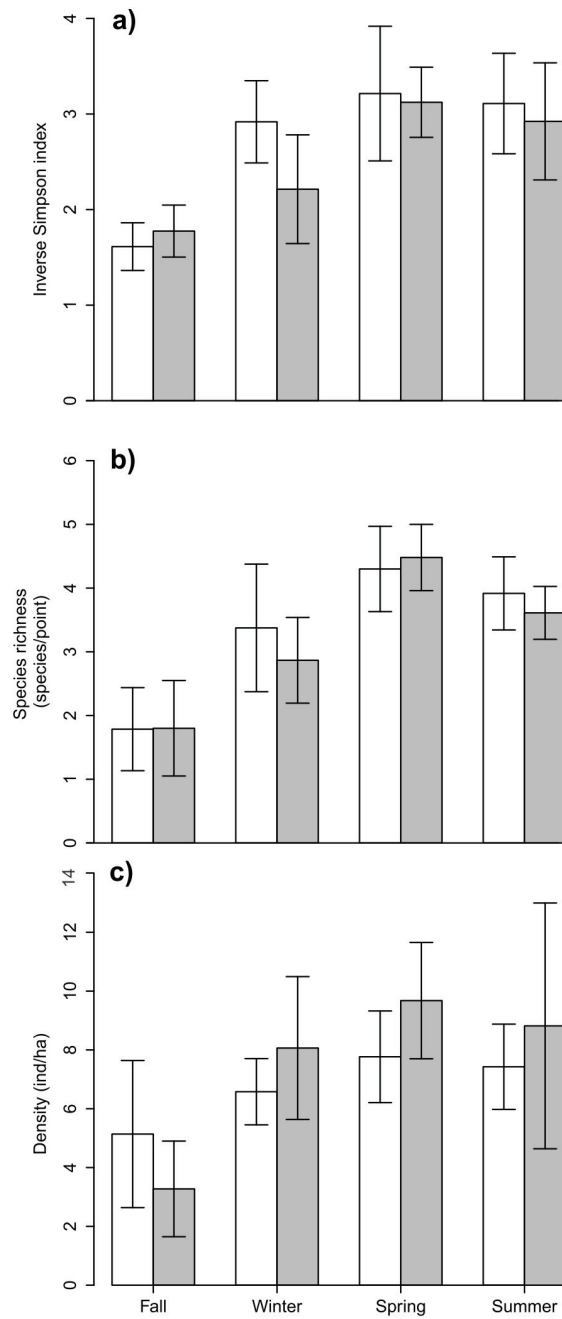 a)
4
3
2
1
0
Inverse Simpson index
b)
6
5
4
3
2
1
0
Species richness
(species/point)
c)
14
12
10
8
6
4
2
0
Density (ind/ha)
Fall Winter Spring Summer